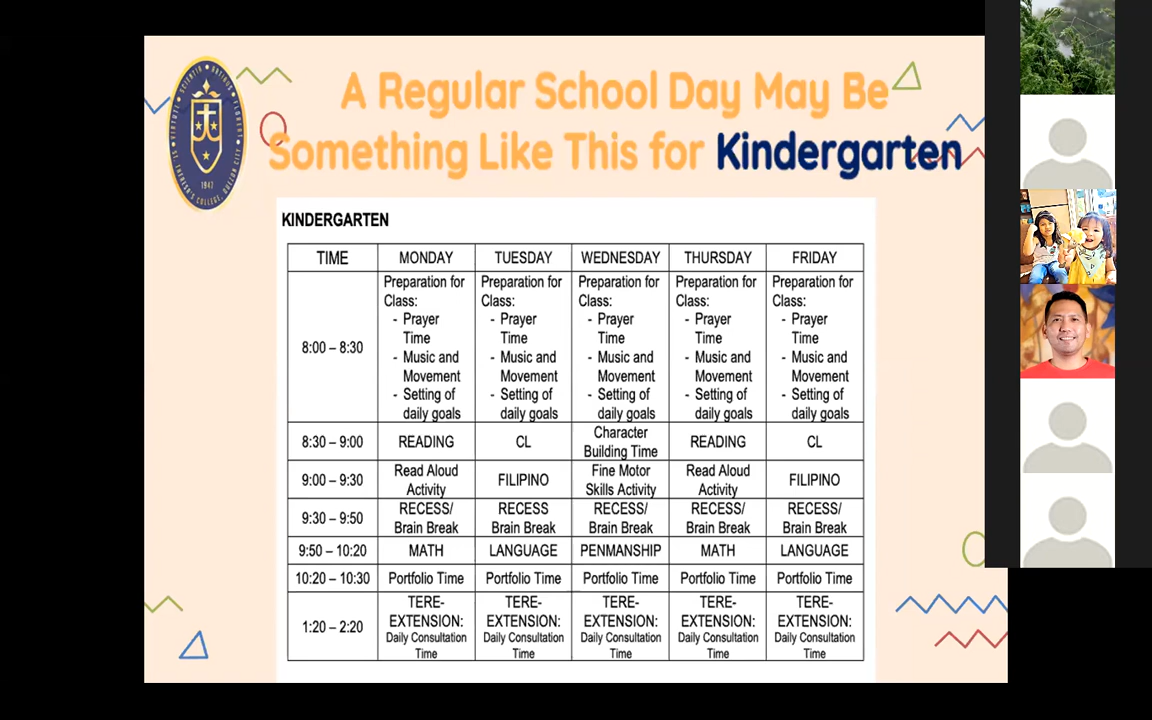 A Regular School Day May Be
Something Like This for Kindergarten
VIRTUTI • SCIENTIA • ARTIBUS •
ST. THERESA'S COLLEGE, QUEZON CITY
1947
KINDERGARTEN
TIME MONDAY TUESDAY WEDNESDAY THURSDAY FRIDAY
Preparation for Preparation for Preparation for Preparation for Preparation for
Class: Class: Class: Class: Class:
- Prayer - Prayer - Prayer - Prayer - Prayer
Time Time Time Time Time
8:00 – 8:30
- Music and - Music and - Music and - Music and - Music and
Movement Movement Movement Movement Movement
- Setting of - Setting of - Setting of - Setting of - Setting of
daily goals daily goals daily goals daily goals daily goals
8:30 – 9:00 READING CL Character Building Time READING CL
9:00 – 9:30 Read Aloud Activity FILIPINO Fine Motor Skills Activity Read Aloud Activity FILIPINO
9:30 – 9:50 RECESS/ Brain Break RECESS Brain Break RECESS/ Brain Break RECESS/ Brain Break RECESS/ Brain Break
9:50 – 10:20 MATH LANGUAGE PENMANSHIP MATH LANGUAGE
10:20 – 10:30 Portfolio Time Portfolio Time Portfolio Time Portfolio Time Portfolio Time
TERE- TERE- TERE- TERE- TERE-
EXTENSION: EXTENSION: EXTENSION: EXTENSION: EXTENSION:
1:20 – 2:20
Daily Consultation Daily Consultation Daily Consultation Daily Consultation Daily Consultation
Time Time Time Time Time